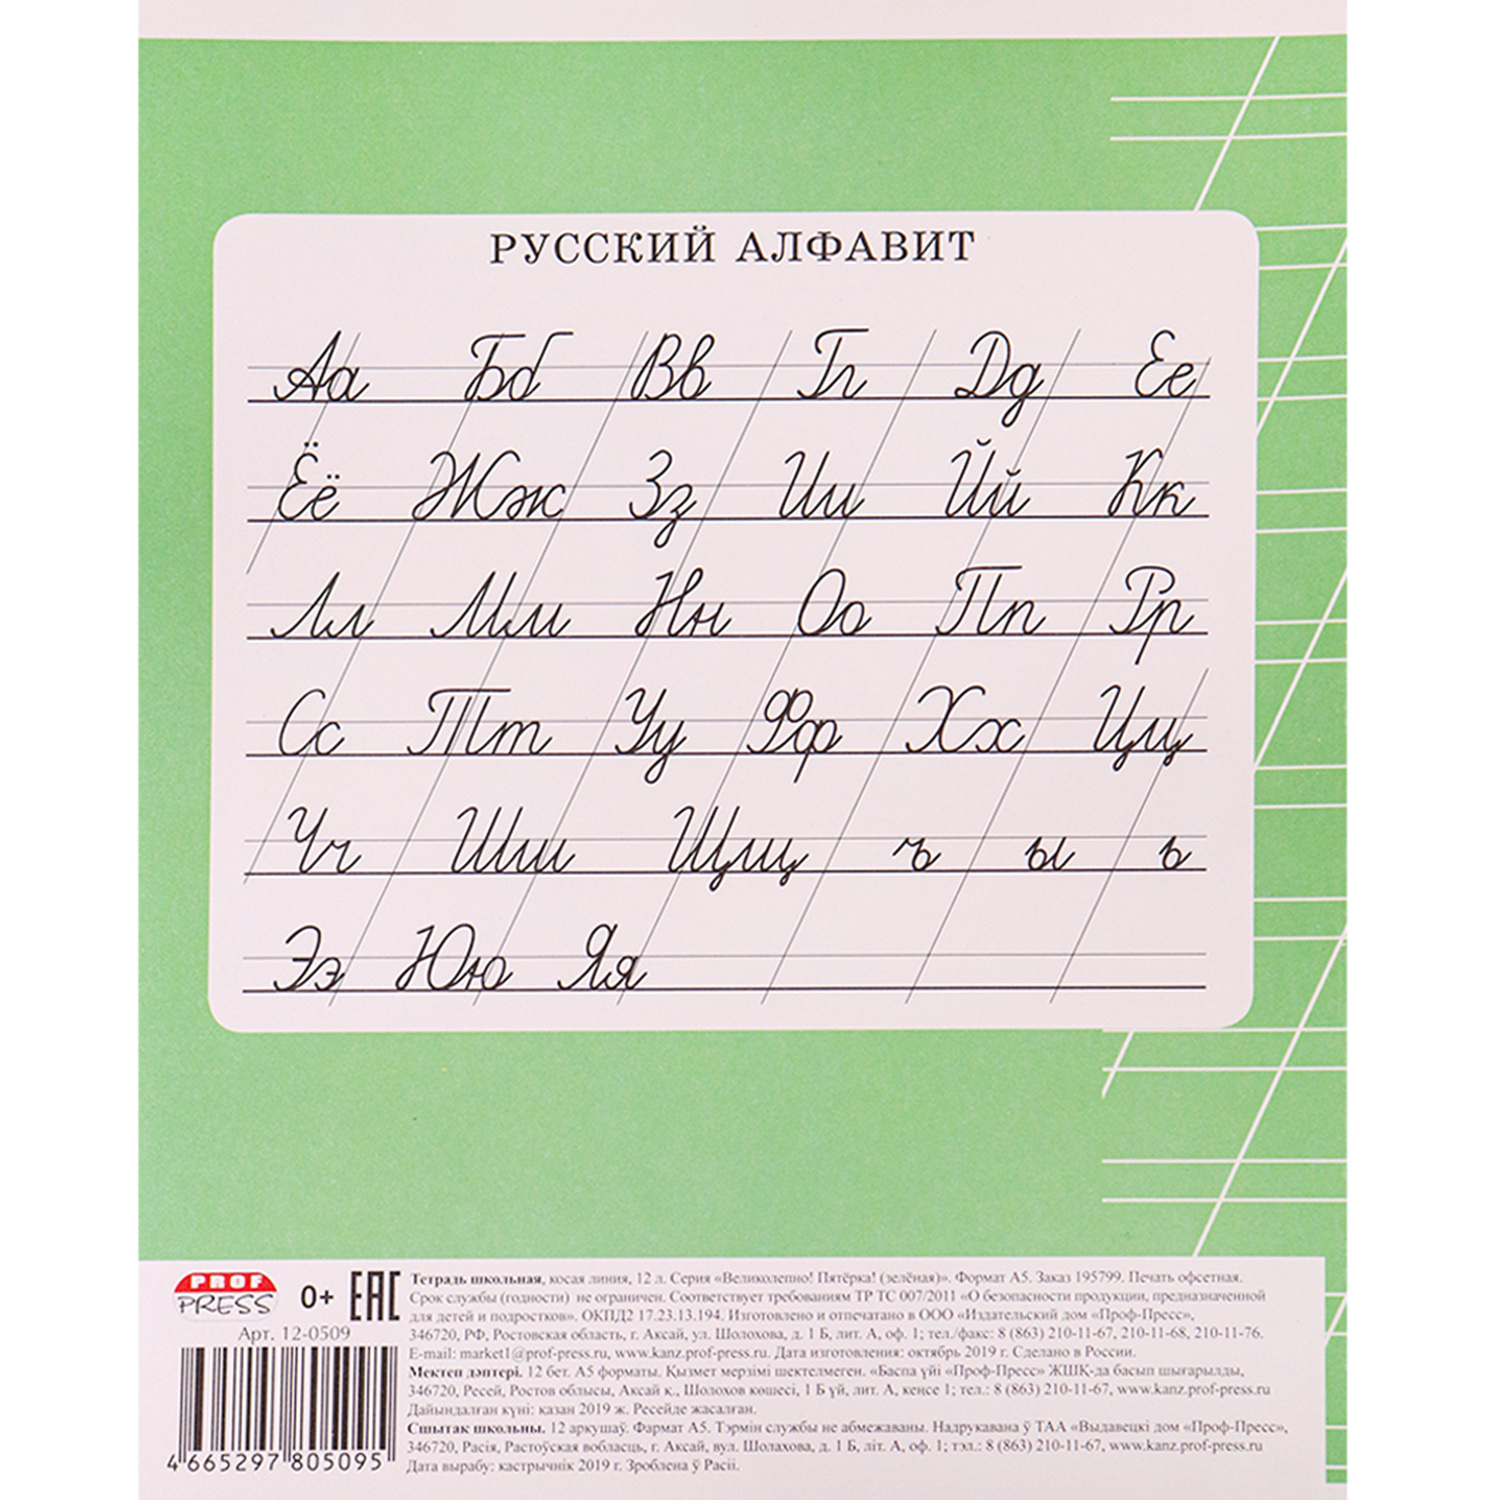 РУССКИЙ АЛФАВИТ
Аа Бб Вв Гг Дд Ее
Ёё Жж Зз Ии Йй Кк
Лл Мм Нн Оо Пп Рр
Сс Тт Уу Фф Хх Цц
Чч Шш Щщ ъ ы ь
Ээ Юю Яя
PROF
PRESS
0+
EAC
Арт. 12-0509
4 665297 805095
Тетрадь школьная, косая линия, 12 л. Серия «Великолепно! Пятёрка! (зелёная)». Формат А5. Заказ 195799. Печать офсетная.
Срок службы (годности) не ограничен. Соответствует требованиям ТР ТС 007/2011 «О безопасности продукции, предназначенной
для детей и подростков». ОКПД2 17.23.13.194. Изготовлено и отпечатано в ООО «Издательский дом «Проф-Пресс»,
346720, РФ, Ростовская область, г. Аксай, ул. Шолохова, д. 1 Б, лит. А, оф. 1; тел./факс: 8 (863) 210-11-67, 210-11-68, 210-11-76.
E-mail: market1@prof-press.ru, www.kanz.prof-press.ru. Дата изготовления: октябрь 2019 г. Сделано в России.
Мектеп дәптері. 12 бет. А5 форматы. Қызмет мерзімі шектелмеген. «Баспа үйі «Проф-Пресс» ЖШҚ-да басып шығарылды,
346720, Ресей, Ростов облысы, Аксай қ., Шолохов көшесі, 1 Б үй, лит. А, кеңсе 1; тел.: 8 (863) 210-11-67, www.kanz.prof-press.ru
Дайындалған күні: қазан 2019 ж. Ресейде жасалған.
Сшытак школьны. 12 аркушаў. Фармат А5. Тэрмін службы не абмежаваны. Надрукавана ў ТАА «Выдавецкі дом «Проф-Пресс»,
346720, Расія, Растоўская вобласць, г. Аксай, вул. Шолахова, д. 1 Б, літ. А, оф. 1; тэл.: 8 (863) 210-11-67, www.kanz.prof-press.ru
Дата вырабу: кастрычнік 2019 г. Зроблена ў Расіі.